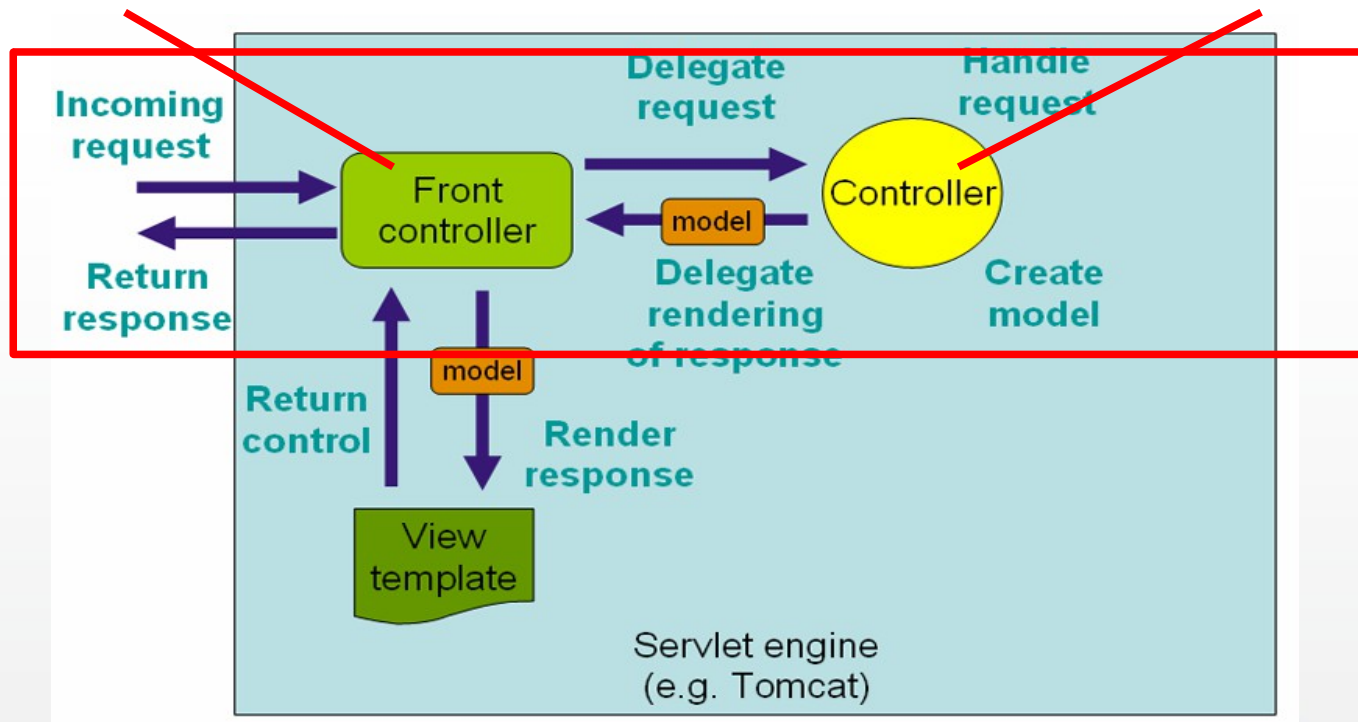 Incoming
request
Delegate
request
Handle
request
Front
controller
Controller
model
Return
response
Delegate
rendering
of response
Create
model
model
Return
control
Render
response
View
template
Servlet engine
(e.g. Tomcat)